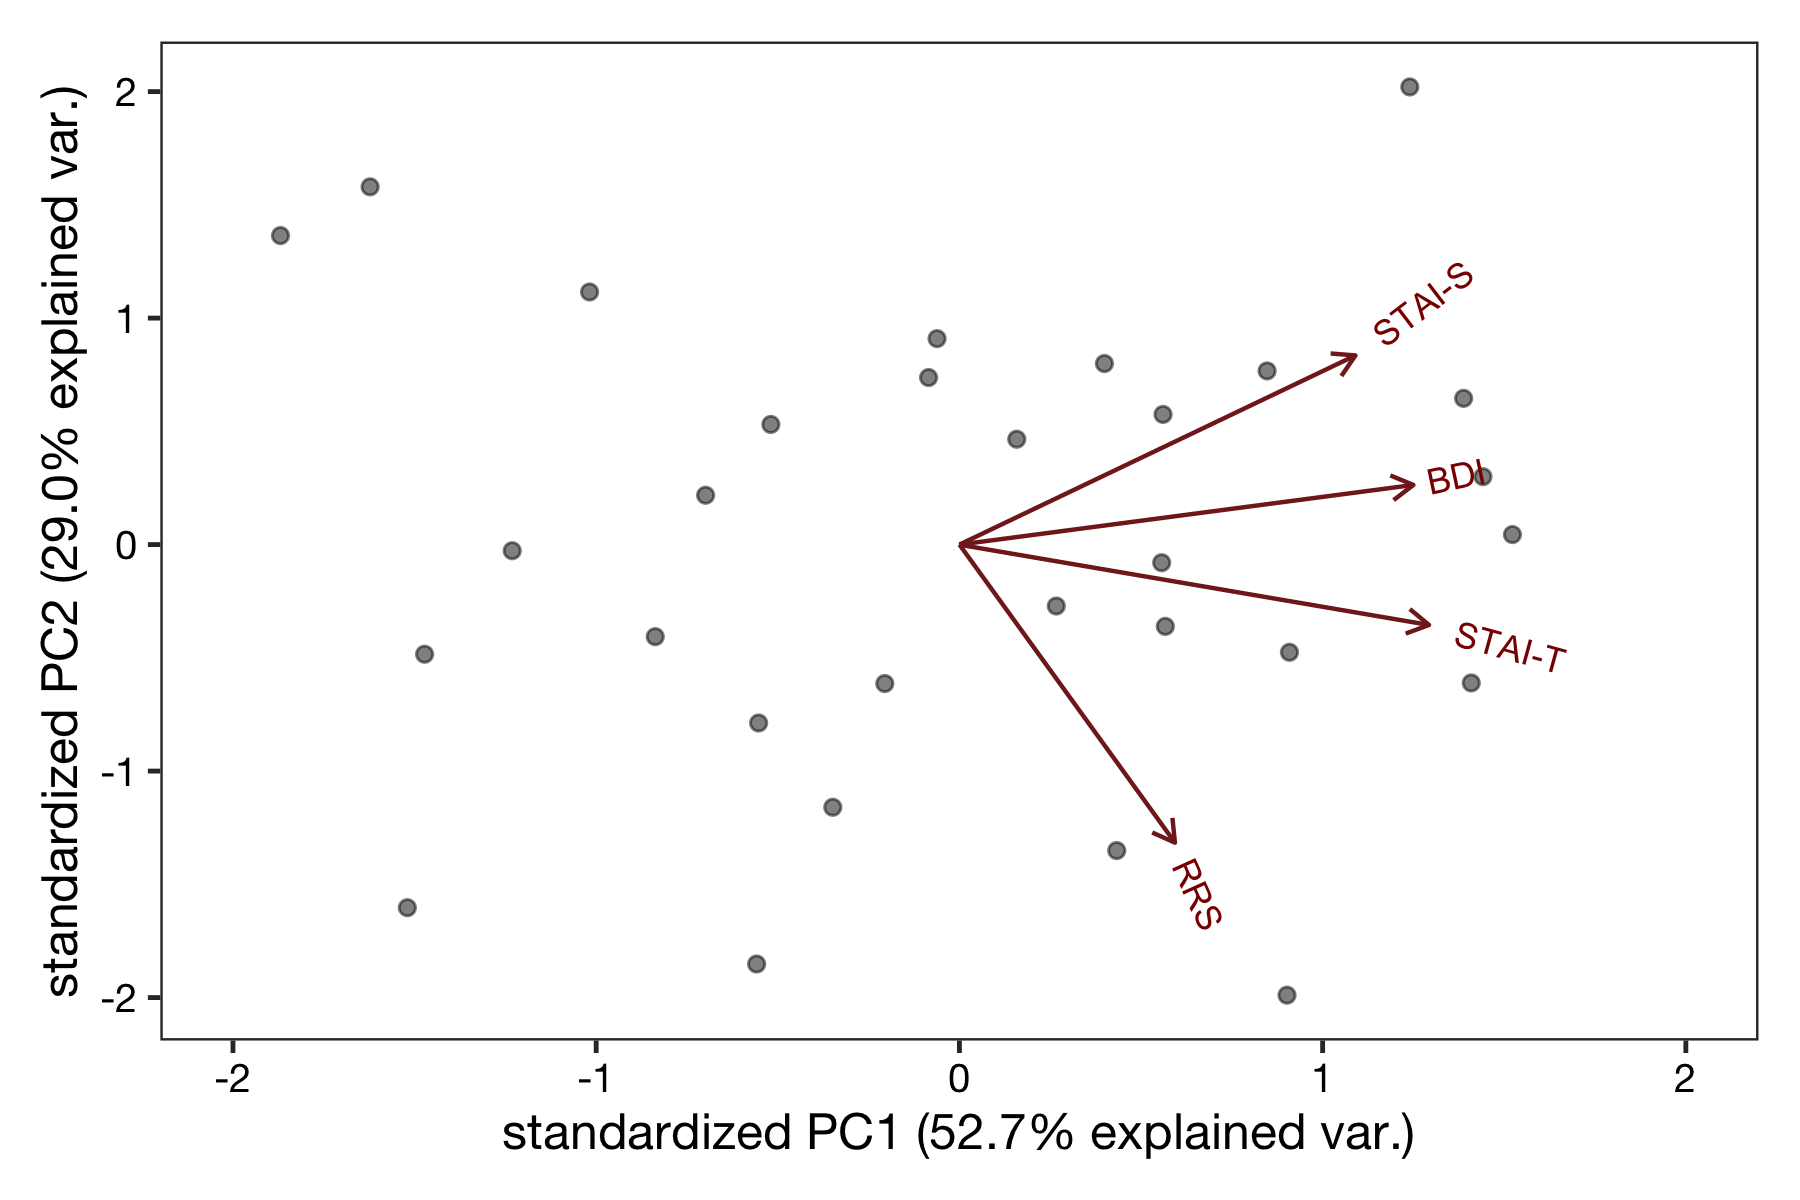 standardized PC2 (29.0% explained var.)
2
1
0
-1
-2
STAI-S
BDI
STAI-T
RRS
-2 -1 0 1 2
standardized PC1 (52.7% explained var.)